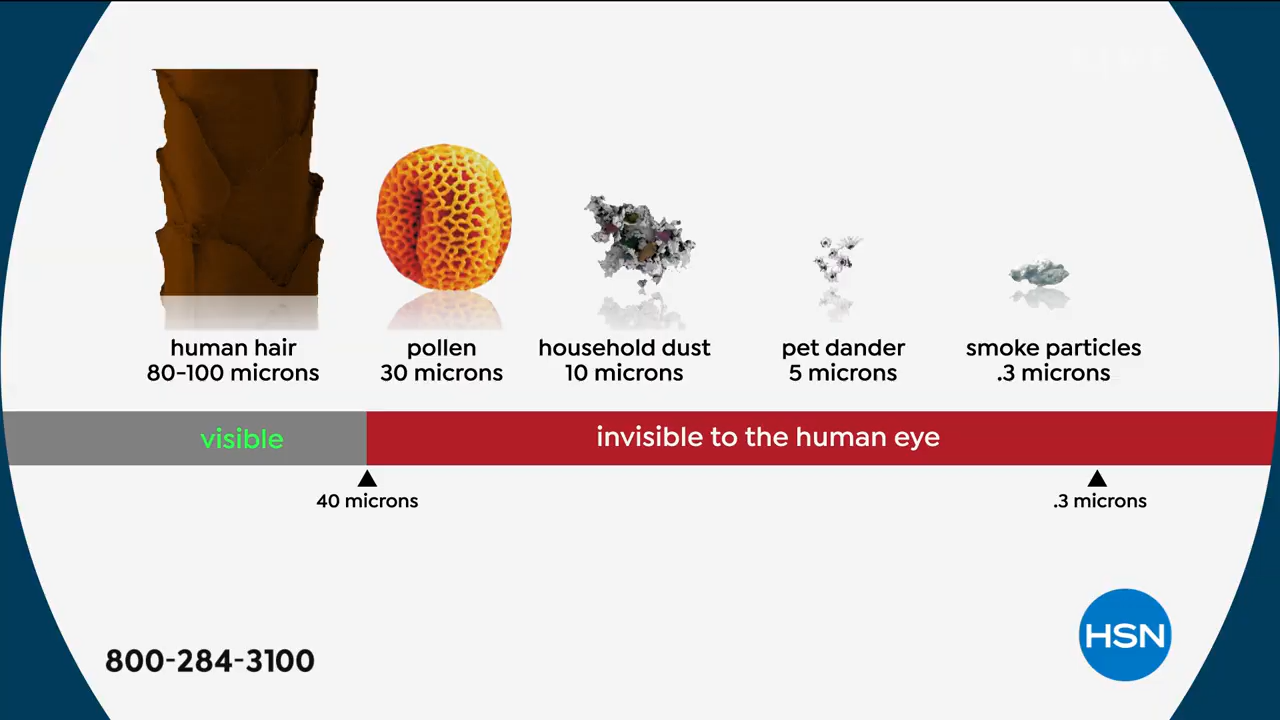 human hair
80-100 microns
pollen
30 microns
household dust
10 microns
pet dander
5 microns
smoke particles
.3 microns
visible
invisible to the human eye
40 microns
.3 microns
800-284-3100
HSN